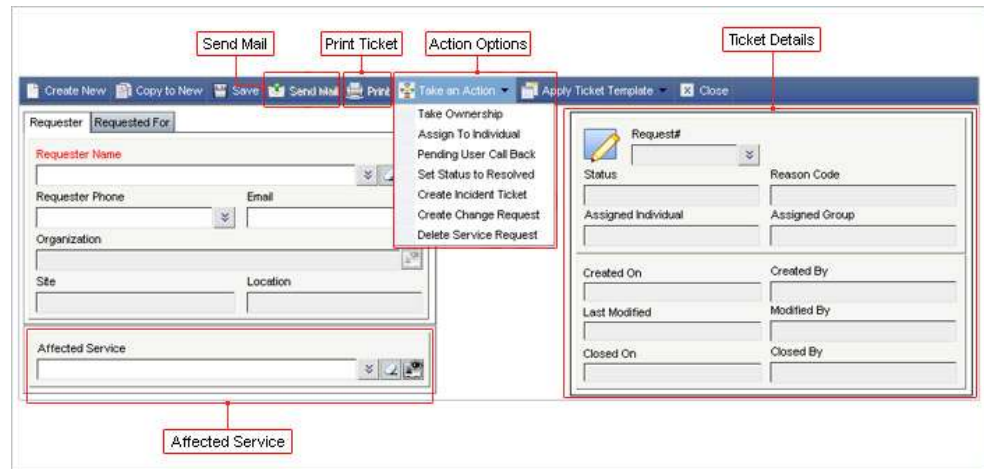 Send Mail
Print Ticket
Action Options
Ticket Details
Create New Copy to New Save Send Mail Print Take an Action Apply Ticket Template Close
Requester Requested For
Requester Name
Requester Phone Email
Organization
Site Location
Affected Service
Take Ownership
Assign To Individual
Pending User Call Back
Set Status to Resolved
Create Incident Ticket
Create Change Request
Delete Service Request
Request#
Status Reason Code
Assigned Individual Assigned Group
Created On Created By
Last Modified Modified By
Closed On Closed By
Affected Service